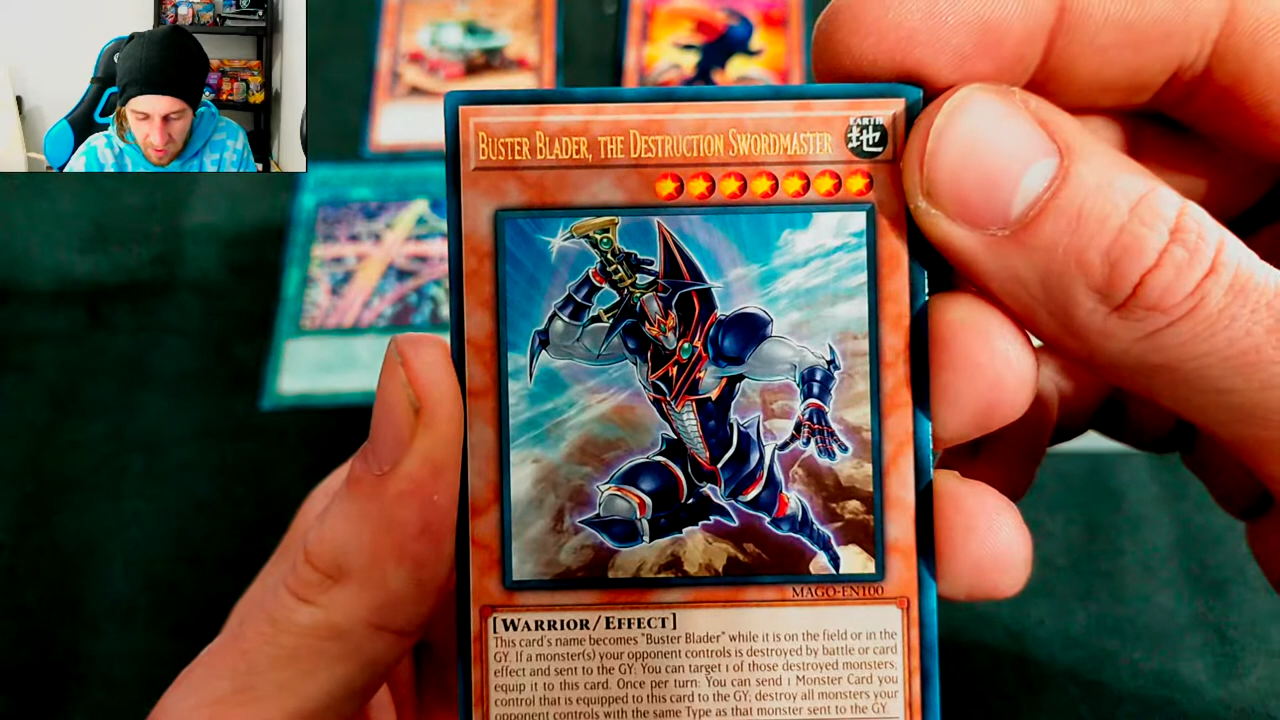 BUSTER BLADER, THE DESTRUCTION SWORDMASTER
EARTH
地
MAGO-EN100
[WARRIOR/EFFECT]
This card's name becomes "Buster Blader" while it is on the field or in the
GY. If a monster(s) your opponent controls is destroyed by battle or card
effect and sent to the GY: You can target 1 of those destroyed monsters;
equip it to this card. Once per turn: You can send 1 Monster Card you
control that is equipped to this card to the GY; destroy all monsters your
opponent controls with the same Type as that monster sent to the GY.